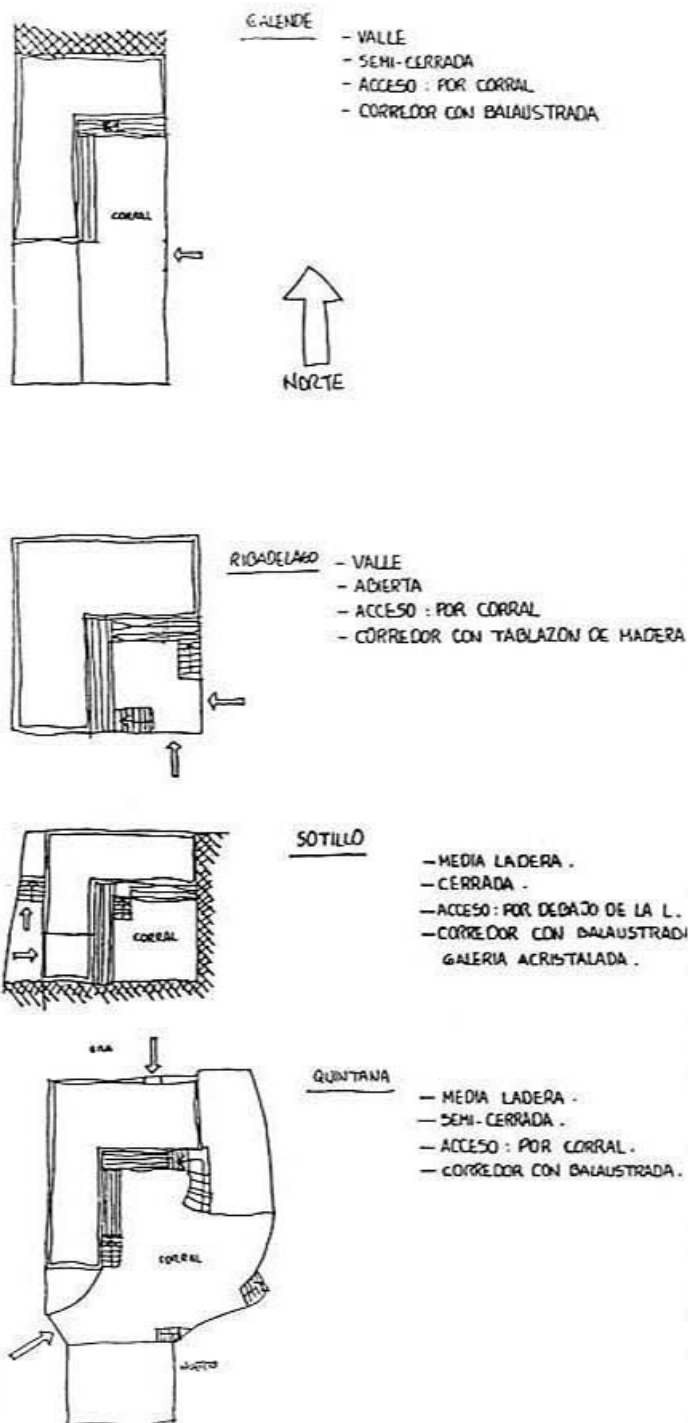 GALENDE
- VALLE
- SEMI-CERRADA
- ACCESO : POR CORRAL
- CORREDOR CON BALAUSTRADA
CORRAL
NORTE
RIBADELAGO
- VALLE
- ABIERTA
- ACCESO : POR CORRAL
- CORREDOR CON TABLAZON DE MADERA
SOTILLO
- MEDIA LADERA .
- CERRADA .
- ACCESO : POR DEBAJO DE LA L.
- CORREDOR CON BALAUSTRAD
GALERIA ACRISTALADA .
CORRAL
ERA
QUINTANA
- MEDIA LADERA .
- SEMI-CERRADA .
- ACCESO : POR CORRAL .
- CORREDOR CON BALAUSTRADA .
CORRAL